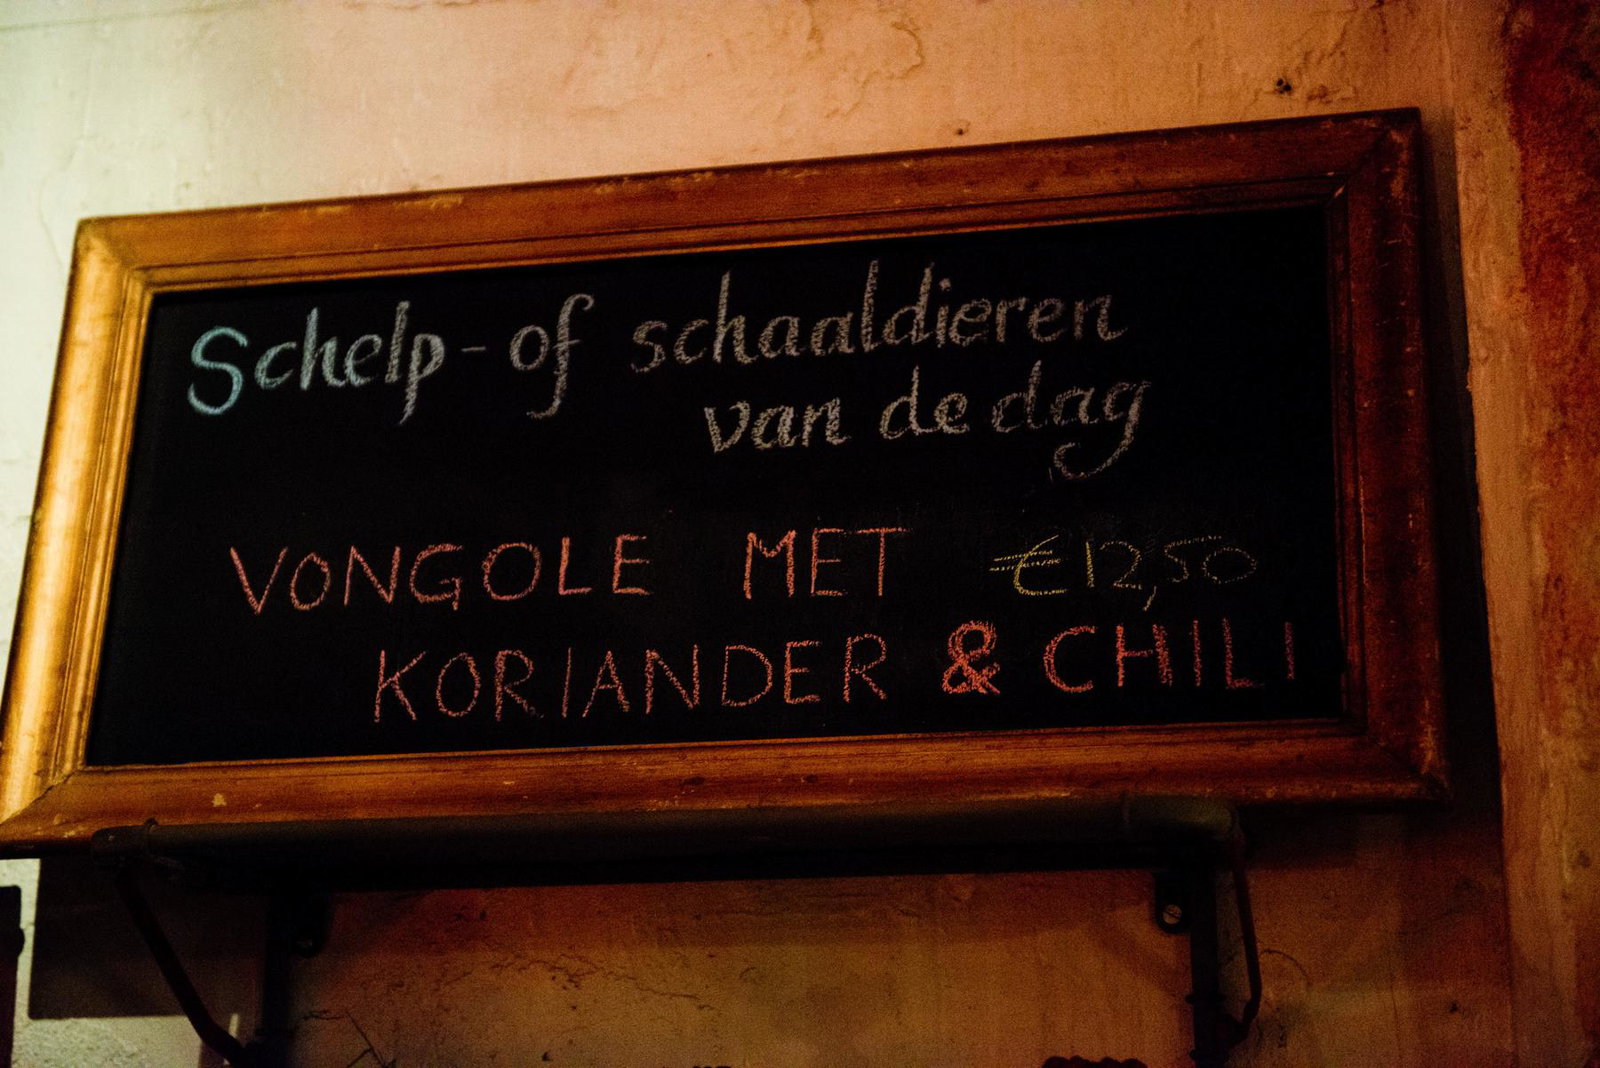 Schelp- of schaaldieren
van de dag
VONGOLE MET €12,50
KORIANDER & CHILI